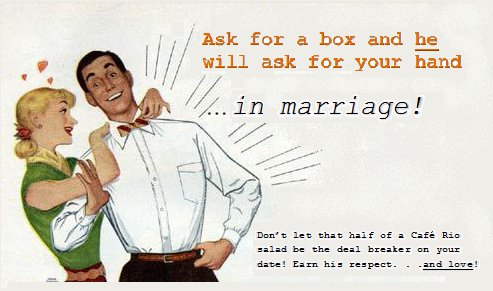 Ask for a box and he
will ask for your hand
...in marriage!
Don't let that half of a Café Rio
salad be the deal breaker on your
date! Earn his respect. . .and love!